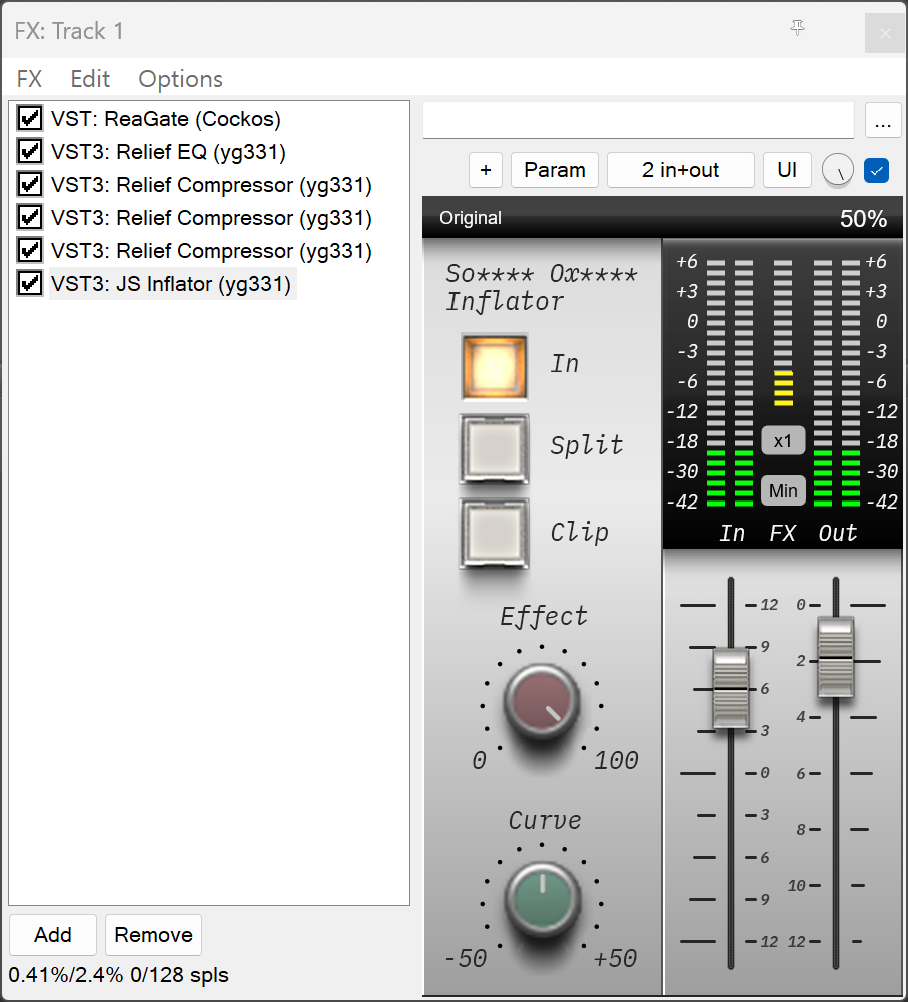 FX: Track 1
FX Edit Options
VST: ReaGate (Cockos)
VST3: Relief EQ (yg331)
VST3: Relief Compressor (yg331)
VST3: Relief Compressor (yg331)
VST3: Relief Compressor (yg331)
VST3: JS Inflator (yg331)
Add Remove
0.41%/2.4% 0/128 spls
...
+ Param 2 in+out UI
Original 50%
So**** Ox****
Inflator
In
Split
Clip
Effect
0 100
Curve
-50 +50
+6 +6
+3 +3
0 0
-3 -3
-6 -6
-12 -12
x1
-18 -18
-30 -30
Min
-42 -42
In FX Out
12 0
9
2
6
3 4
0 6
3
8
6
9 10
12 12